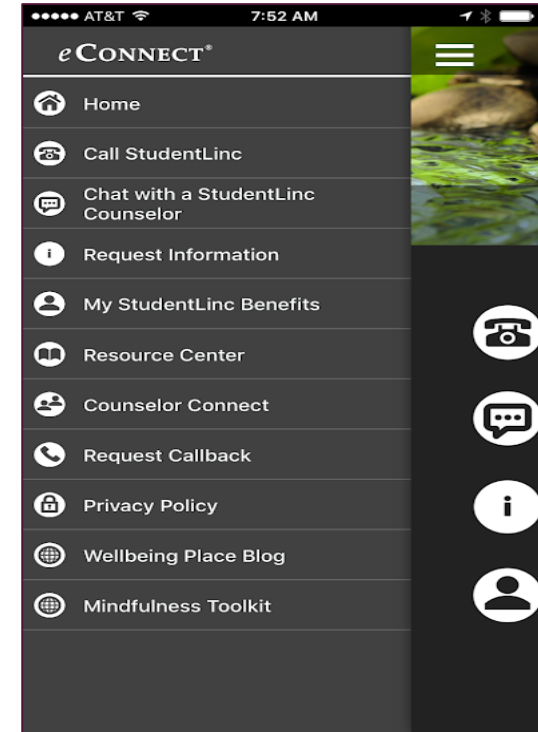 AT&T 7:52 AM
eCONNECT®
Home
Call StudentLinc
Chat with a StudentLinc
Counselor
Request Information
My StudentLinc Benefits
Resource Center
Counselor Connect
Request Callback
Privacy Policy
Wellbeing Place Blog
Mindfulness Toolkit